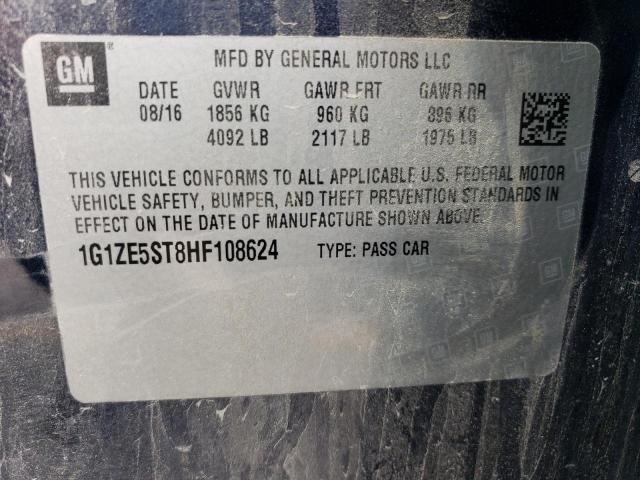 GM
MFD BY GENERAL MOTORS LLC
DATE GVWR GAWR FRT GAWR RR
08/16 1856 KG 960 KG 896 KG
4092 LB 2117 LB 1975 LB
THIS VEHICLE CONFORMS TO ALL APPLICABLE U.S. FEDERAL MOTOR
VEHICLE SAFETY, BUMPER, AND THEFT PREVENTION STANDARDS IN
EFFECT ON THE DATE OF MANUFACTURE SHOWN ABOVE.
1G1ZE5ST8HF108624 TYPE: PASS CAR